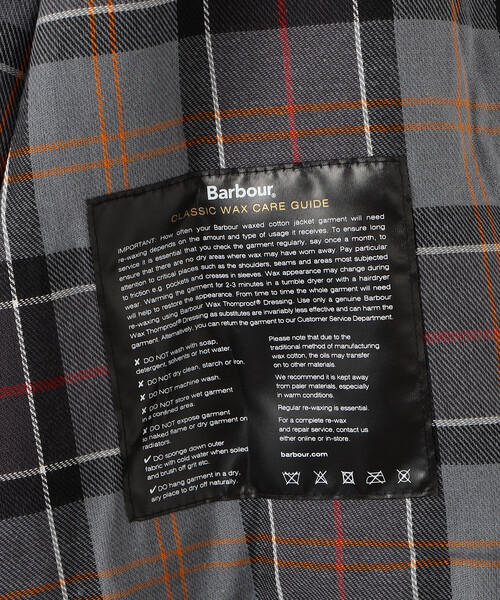 Barbour
CLASSIC WAX CARE GUIDE
IMPORTANT: How often your Barbour waxed cotton jacket garment will need
re-waxing depends on the amount and type of usage it receives. To ensure long
service it is essential that you check the garment regularly, say once a month, to
ensure that there are no dry areas where wax may have worn away. Pay particular
attention to critical places such as the shoulders, seams and areas most subjected
to friction e.g. pockets and creases in sleeves. Wax appearance may change during
wear. Warming the garment for 2-3 minutes in a tumble dryer or with a hairdryer
will help to restore the appearance. From time to time the whole garment will need
re-waxing using Barbour® Wax Thornproof® Dressing. Use only a genuine Barbour
Wax Thornproof® Dressing as substitutes are invariably less effective and can harm the
garment. Alternatively, you can return the garment to our Customer Service Department.
✘ DO NOT wash with soap,
detergent, solvents or hot water.
✘ DO NOT dry clean, starch or iron.
✘ DO NOT machine wash.
✘ DO NOT store wet garment
in a confined area.
✘ DO NOT expose garment
to naked flame or dry garment on
radiators.
✔ DO sponge down outer
fabric with cold water when soiled
and brush off grit etc.
✔ DO hang garment in a dry,
airy place to dry off naturally.
Please note that due to the
traditional method of manufacturing
wax cotton, the oils may transfer
on to other materials.
We recommend it is kept away
from paler materials, especially
in warm conditions.
Regular re-waxing is essential.
For a complete re-wax
and repair service, contact us
either online or in-store.
barbour.com